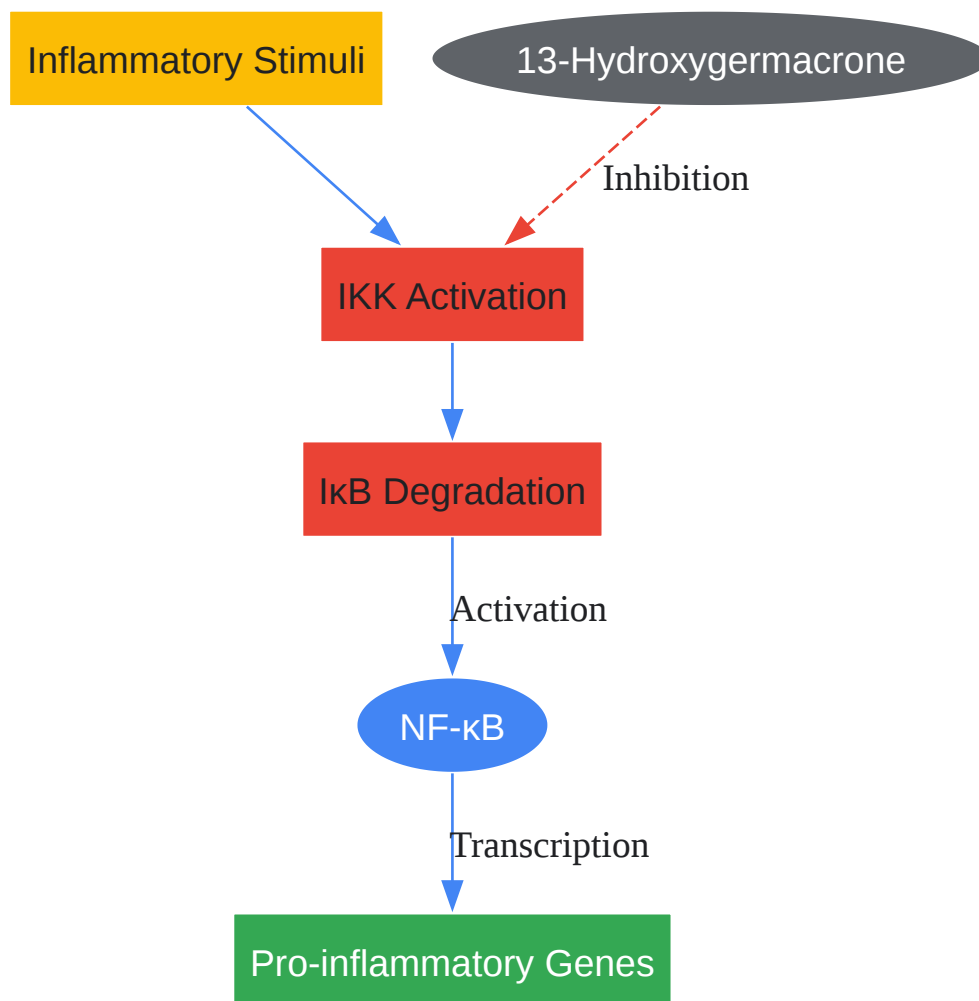 Inflammatory Stimuli
13-Hydroxygermacrone
Inhibition
IKK Activation
IκB Degradation
Activation
NF-κB
Transcription
Pro-inflammatory Genes